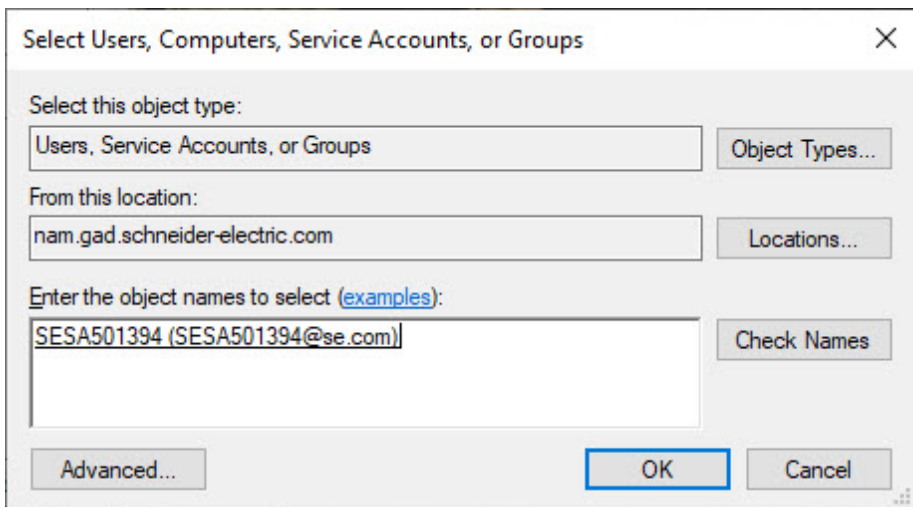 Select Users, Computers, Service Accounts, or Groups
Select this object type:
Users, Service Accounts, or Groups
Object Types...
From this location:
nam.gad.schneider-electric.com
Locations...
Enter the object names to select (examples):
SESA501394 (SESA501394@se.com)
Check Names
Advanced...
OK
Cancel